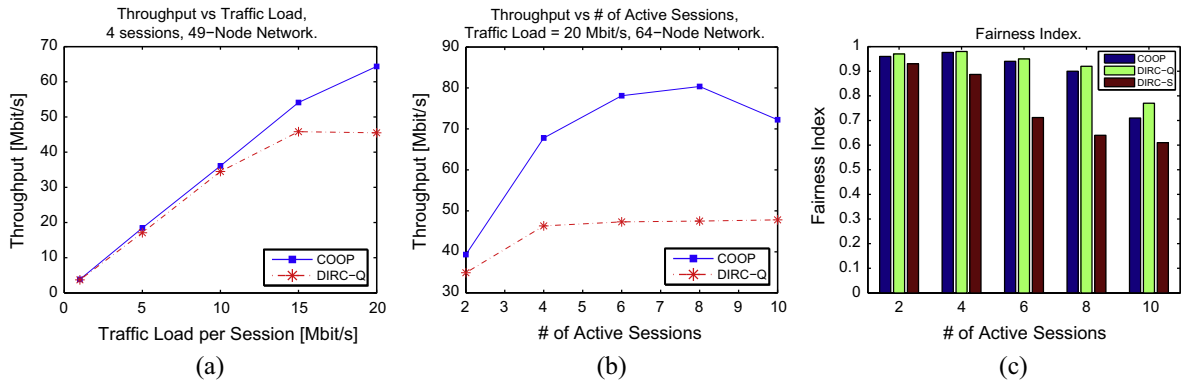 Throughput vs Traffic Load,
4 sessions, 49−Node Network.
70
60
50
40
30
20
10
0
0 5 10 15 20
Throughput [Mbit/s]
Traffic Load per Session [Mbit/s]
COOP
DIRC−Q
(a)
Throughput vs # of Active Sessions,
Traffic Load = 20 Mbit/s, 64−Node Network.
90
80
70
60
50
40
30
2 3 4 5 6 7 8 9 10
Throughput [Mbit/s]
# of Active Sessions
COOP
DIRC−Q
(b)
Fairness Index.
1
0.9
0.8
0.7
0.6
0.5
0.4
0.3
0.2
0.1
0
2 4 6 8 10
Fairness Index
# of Active Sessions
COOP
DIRC−Q
DIRC−S
(c)